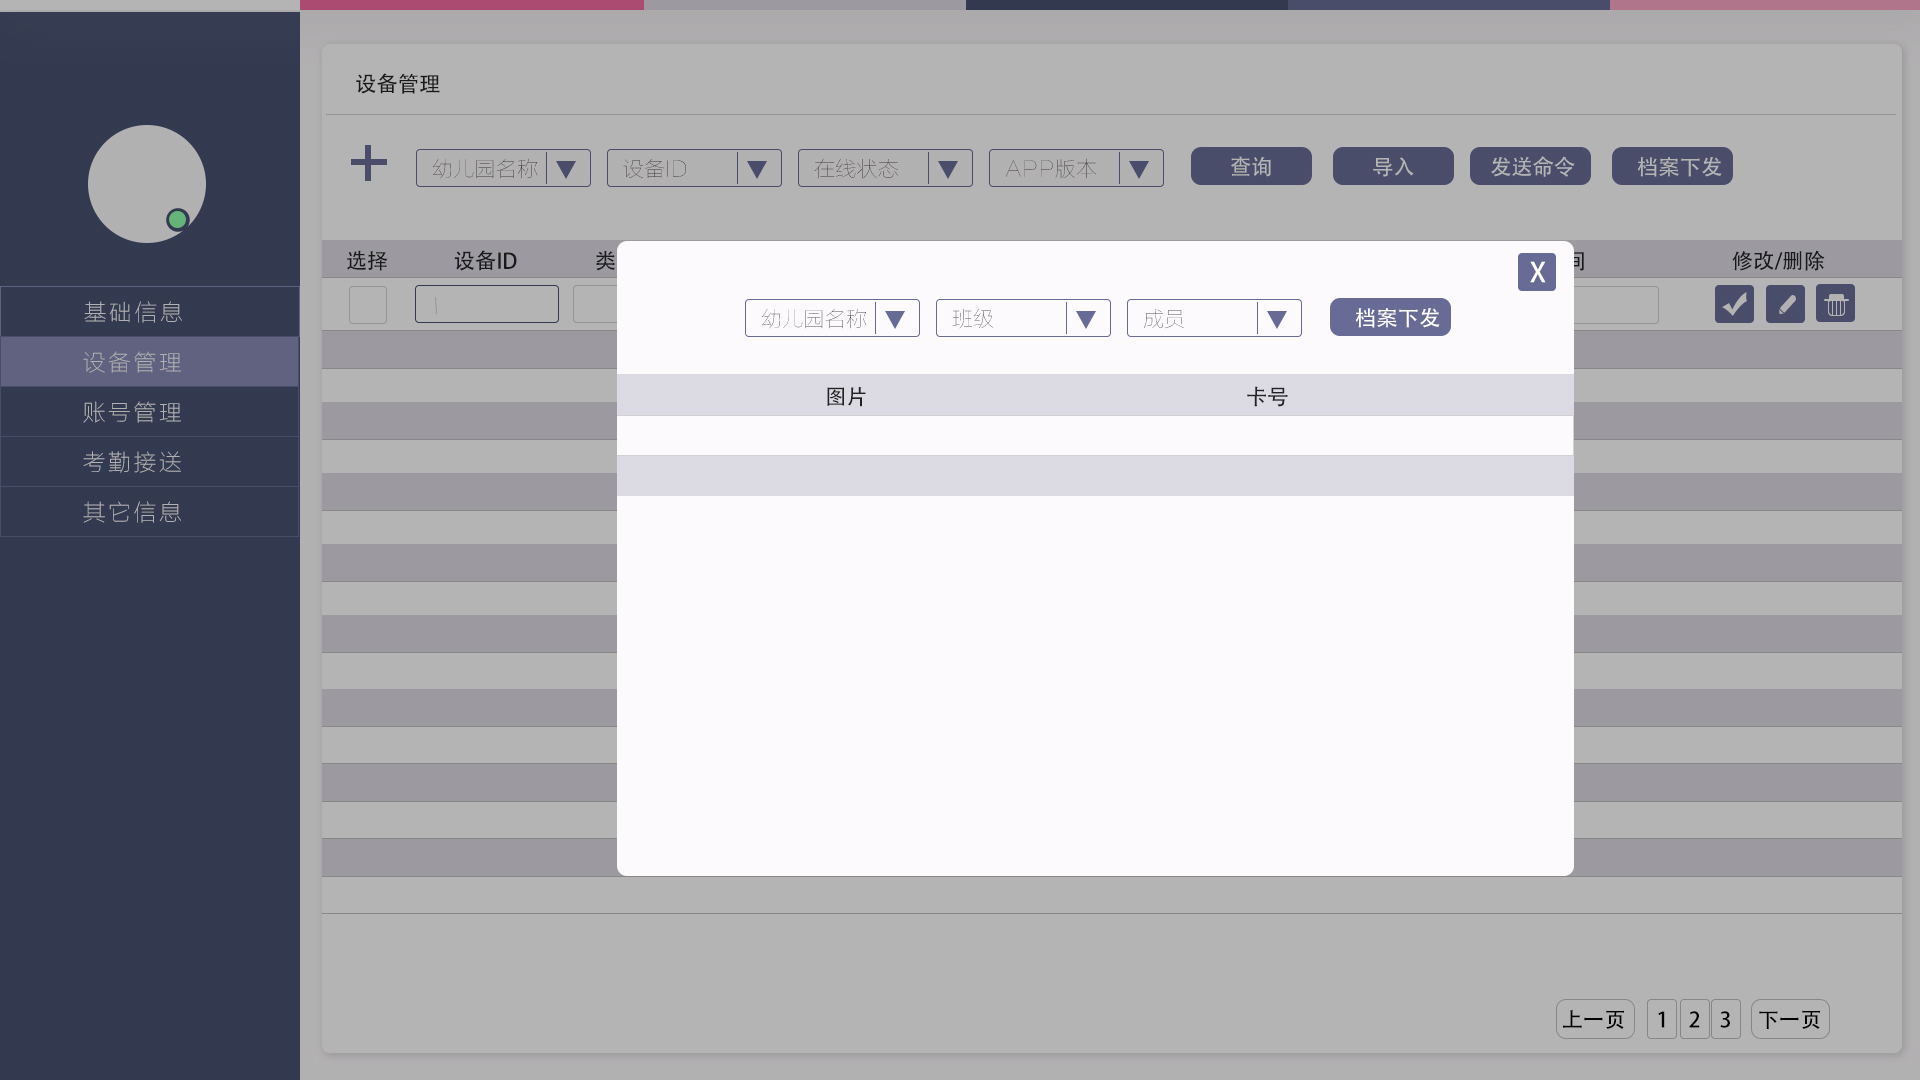 设备管理
幼儿园名称 设备ID 在线状态 APP版本 查询 导入 发送命令 档案下发
选择 设备ID 类 间 修改/删除
X
基础信息
设备管理
账号管理
考勤接送
其它信息
幼儿园名称 班级 成员 档案下发
图片 卡号
上一页 1 2 3 下一页